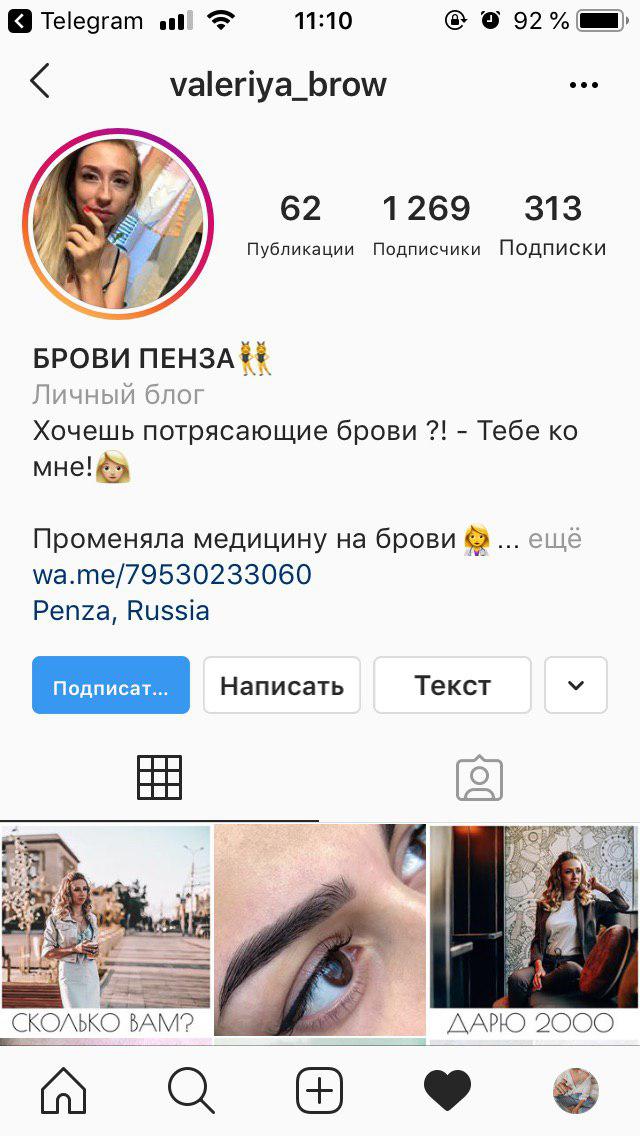 Telegram 11:10 92 %
valeriya_brow
62 1 269 313
Публикации Подписчики Подписки
БРОВИ ПЕНЗА👯
Личный блог
Хочешь потрясающие брови ?! - Тебе ко
мне!👩🏼
Променяла медицину на брови👩‍⚕️... ещё
wa.me/79530233060
Penza, Russia
Подписат... Написать Текст
СКОЛЬКО ВАМ? ДАРЮ 2000